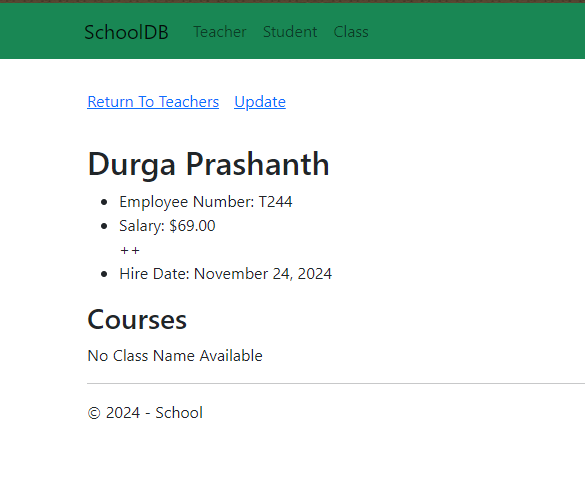 SchoolDB Teacher Student Class
Return To Teachers Update
Durga Prashanth
Employee Number: T244
Salary: $69.00
++
Hire Date: November 24, 2024
Courses
No Class Name Available
© 2024 - School